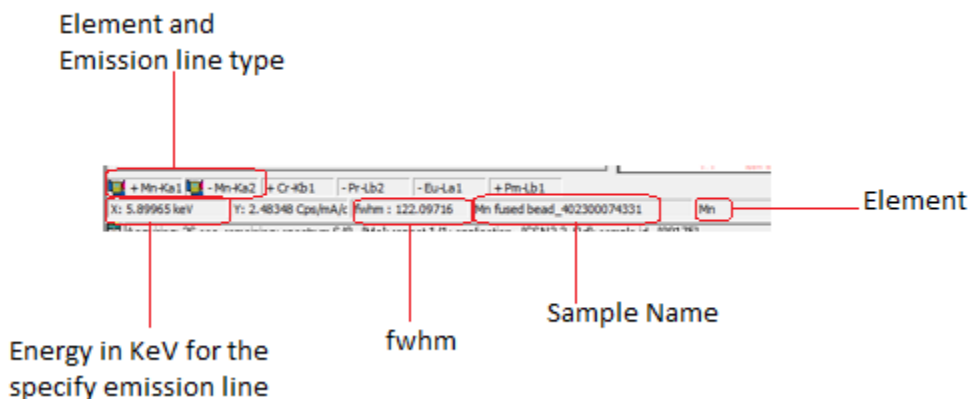 Element and
Emission line type
+ Mn-Ka1 - Mn-Ka2 + Cr-Kb1 - Pr-Lb2 - Eu-La1 + Pm-Lb1
X: 5.89965 keV Y: 2.48348 Cps/mA/c fwhm : 122.09716 Mn fused bead_402300074331 Mn
Element
Sample Name
fwhm
Energy in KeV for the
specify emission line